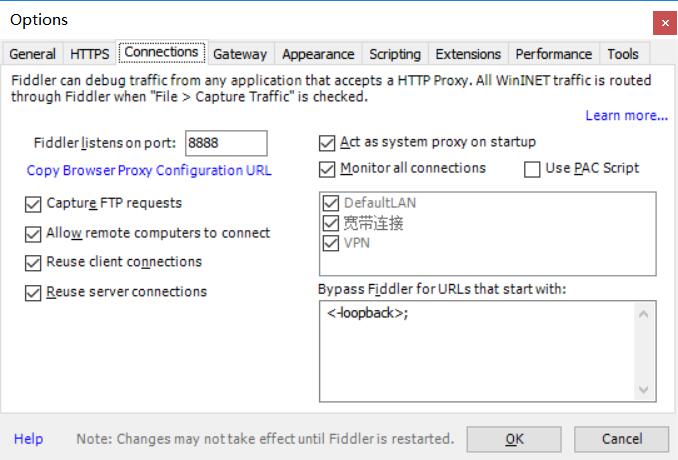 Options
General HTTPS Connections Gateway Appearance Scripting Extensions Performance Tools
Fiddler can debug traffic from any application that accepts a HTTP Proxy. All WinINET traffic is routed
through Fiddler when "File > Capture Traffic" is checked.
Learn more...
Fiddler listens on port: 8888
Copy Browser Proxy Configuration URL
Capture FTP requests
Allow remote computers to connect
Reuse client connections
Reuse server connections
Act as system proxy on startup
Monitor all connections Use PAC Script
DefaultLAN
宽带连接
VPN
Bypass Fiddler for URLs that start with:
<-loopback>;
Help Note: Changes may not take effect until Fiddler is restarted. OK Cancel